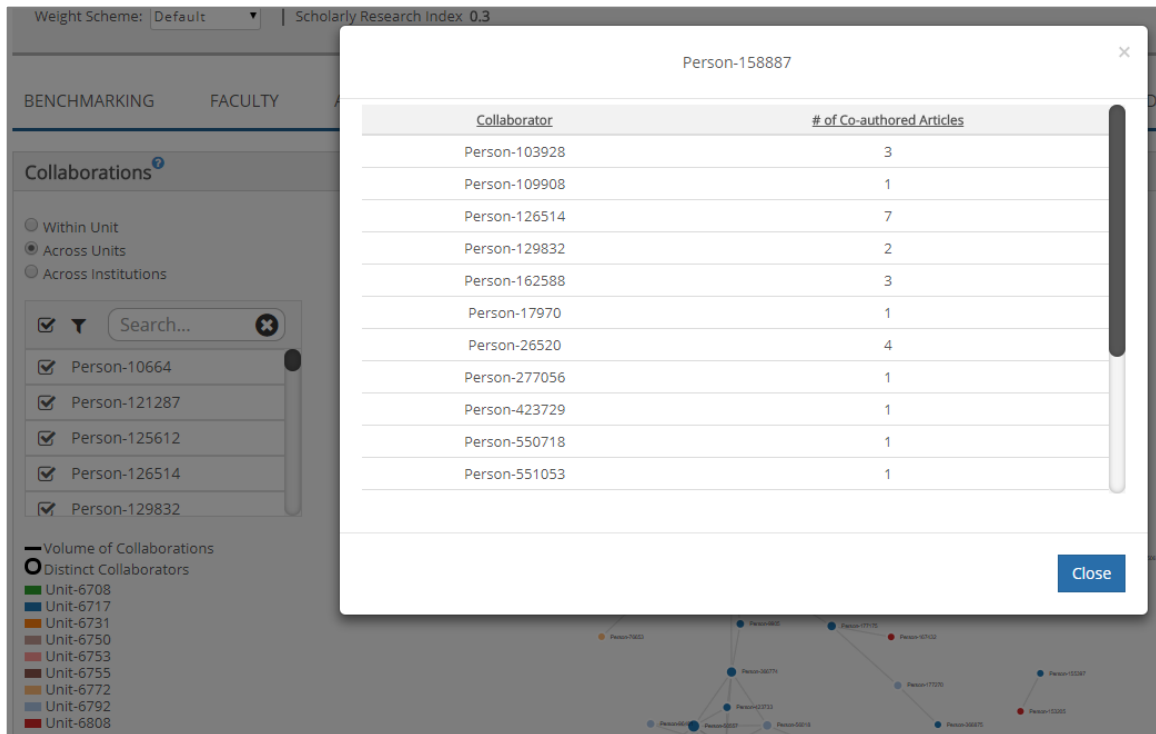 Weight Scheme: Default | Scholarly Research Index 0.3
Person-158887
×
BENCHMARKING FACULTY
Collaborator # of Co-authored Articles
Person-103928 3
Person-109908 1
Person-126514 7
Person-129832 2
Person-162588 3
Person-17970 1
Person-26520 4
Person-277056 1
Person-423729 1
Person-550718 1
Person-551053 1
Close
Collaborations
Within Unit
Across Units
Across Institutions
Search...
Person-10664
Person-121287
Person-125612
Person-126514
Person-129832
Volume of Collaborations
Distinct Collaborators
Unit-6708
Unit-6717
Unit-6731
Unit-6750
Unit-6753
Unit-6755
Unit-6772
Unit-6792
Unit-6808